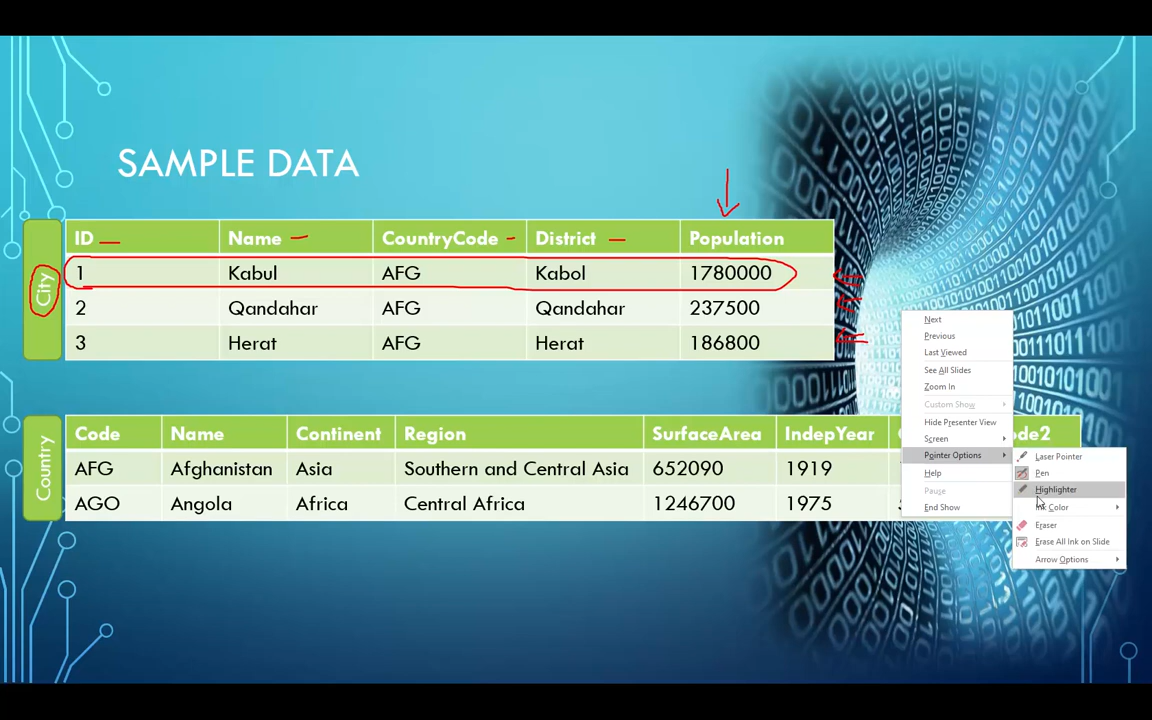 SAMPLE DATA
City
ID Name CountryCode District Population
1 Kabul AFG Kabol 1780000
2 Qandahar AFG Qandahar 237500
3 Herat AFG Herat 186800
Country
Code Name Continent Region SurfaceArea IndepYear
AFG Afghanistan Asia Southern and Central Asia 652090 1919
AGO Angola Africa Central Africa 1246700 1975
Next
Previous
Last Viewed
See All Slides
Zoom In
Custom Show
Hide Presenter View
Screen
Pointer Options
Help
Pause
End Show
Laser Pointer
Pen
Highlighter
Color
Eraser
Erase All Ink on Slide
Arrow Options